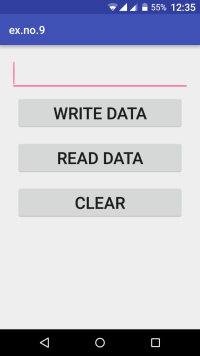 55% 12:35
ex.no.9
WRITE DATA
READ DATA
CLEAR